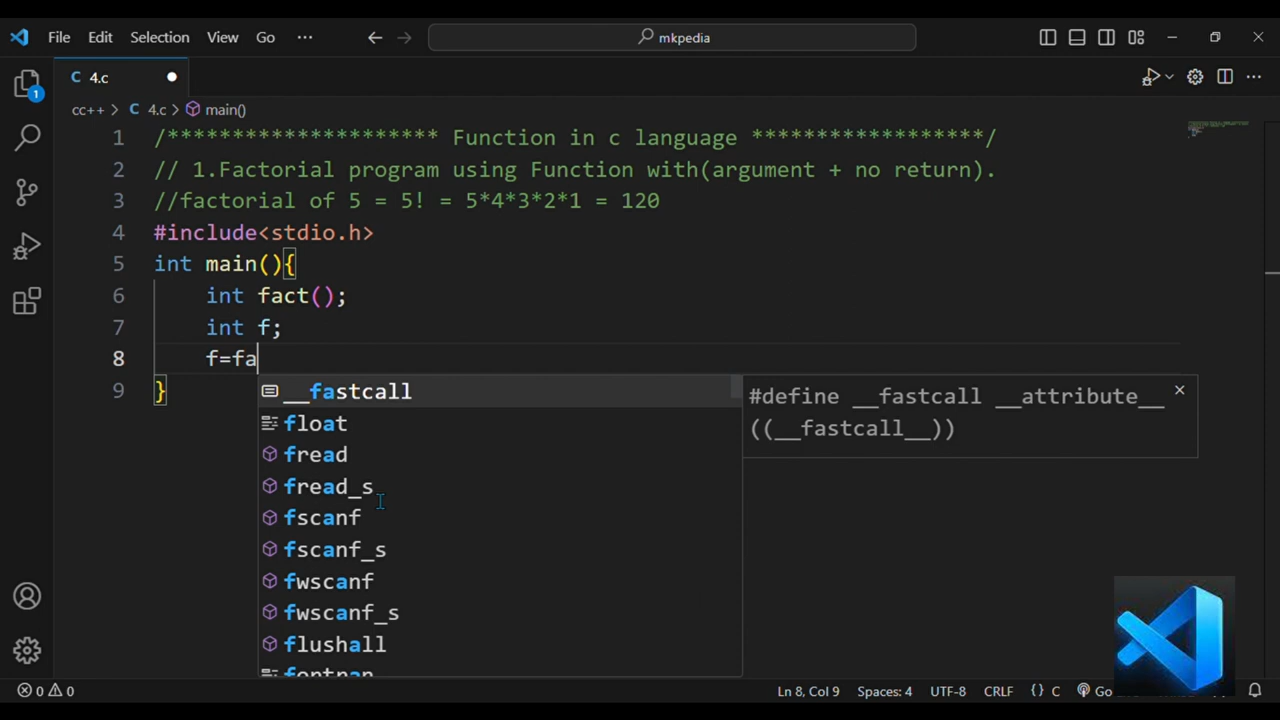 File Edit Selection View Go ··· mkpedia
C 4.c
cc++ > C 4.c > main()
1 /********************* Function in c language ******************/
2 // 1.Factorial program using Function with(argument + no return).
3 //factorial of 5 = 5! = 5*4*3*2*1 = 120
4 #include<stdio.h>
5 int main(){
6 int fact();
7 int f;
8 f=fa
9 }
__fastcall
float
fread
fread_s
fscanf
fscanf_s
fwscanf
fwscanf_s
flushall
fortran
#define __fastcall __attribute__
((__fastcall__))
1
0 0 Ln 8, Col 9 Spaces: 4 UTF-8 CRLF {} C Go